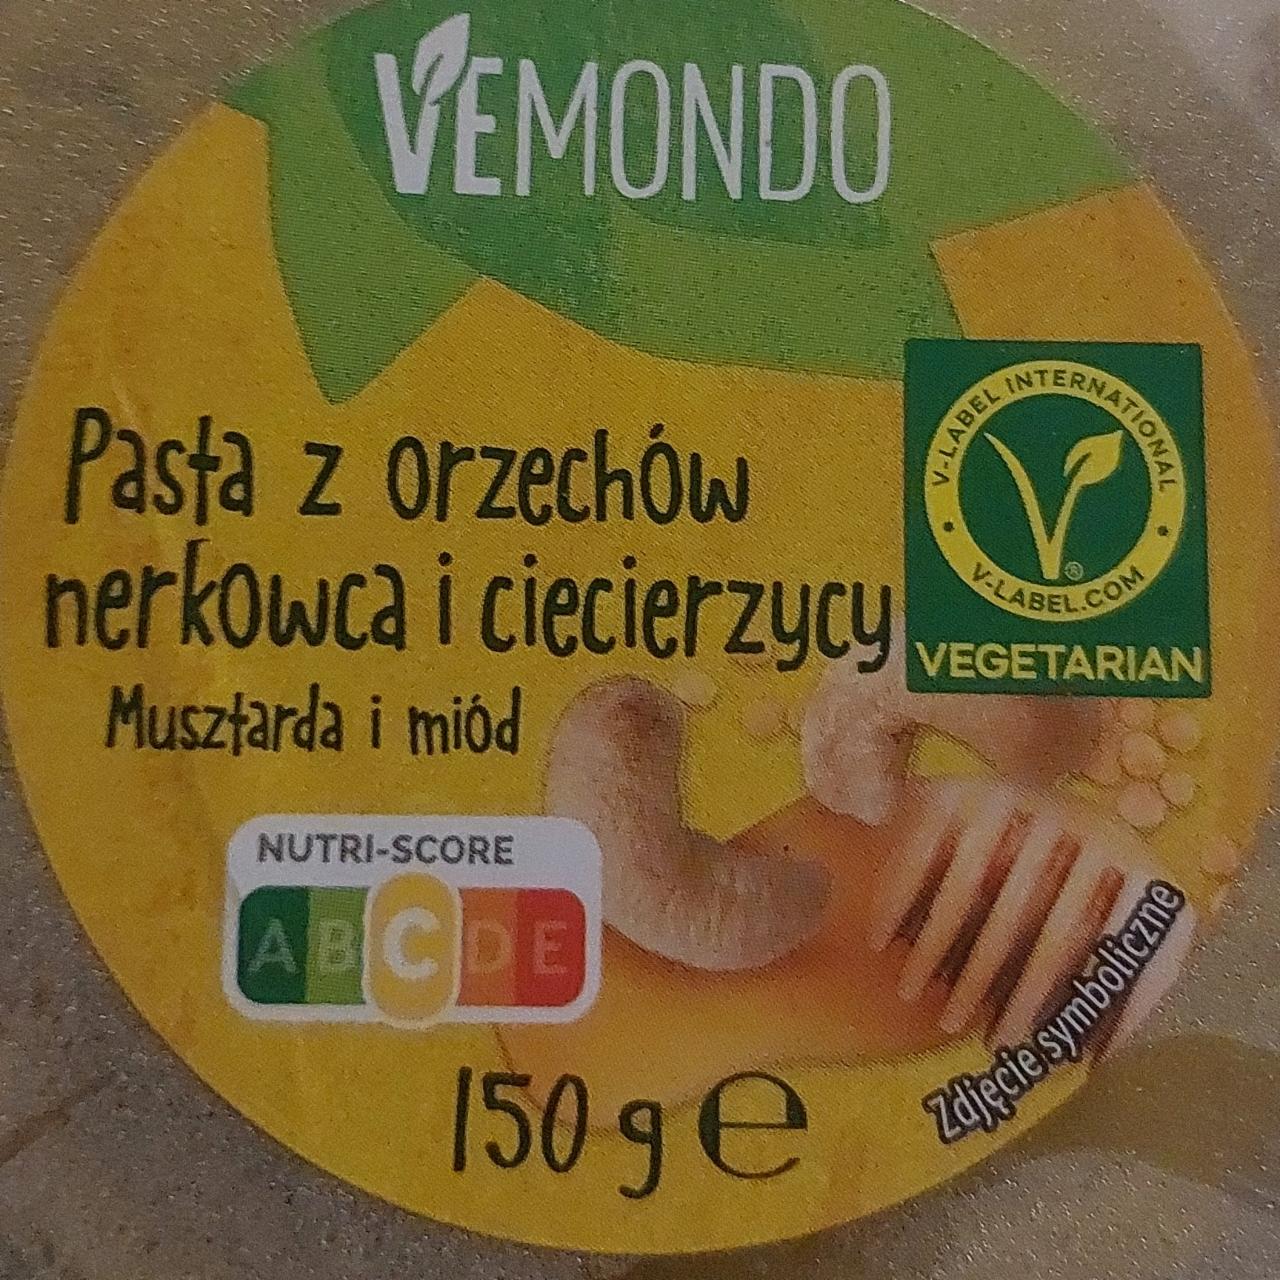 VEMONDO
Pasta z orzechów
nerkowca i ciecierzycy
Musztarda i miód
V-LABEL INTERNATIONAL
V-LABEL.COM
VEGETARIAN
NUTRI-SCORE
A B C D E
150 g e
Zdjęcie symboliczne